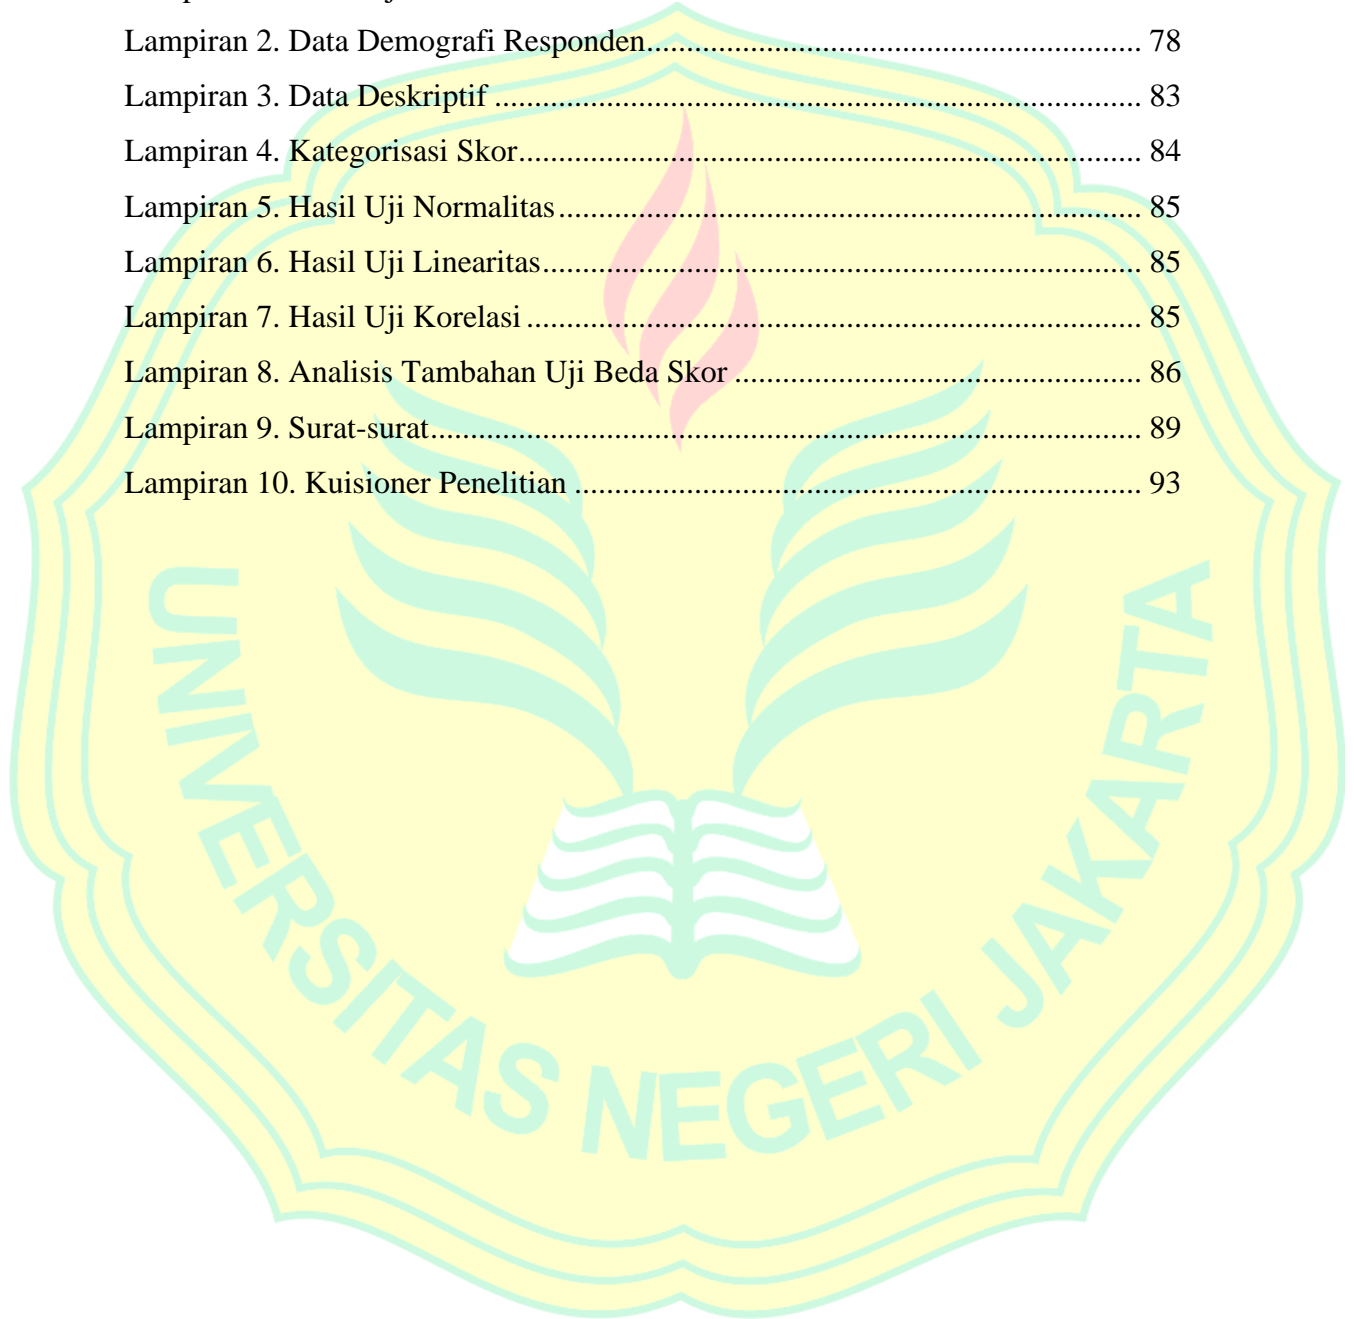 Lampiran 2. Data Demografi Responden.............................................................. 78
Lampiran 3. Data Deskriptif ................................................................................. 83
Lampiran 4. Kategorisasi Skor.............................................................................. 84
Lampiran 5. Hasil Uji Normalitas ......................................................................... 85
Lampiran 6. Hasil Uji Linearitas........................................................................... 85
Lampiran 7. Hasil Uji Korelasi ............................................................................. 85
Lampiran 8. Analisis Tambahan Uji Beda Skor ................................................... 86
Lampiran 9. Surat-surat......................................................................................... 89
Lampiran 10. Kuisioner Penelitian ....................................................................... 93
UNIVERSITAS NEGERI JAKARTA